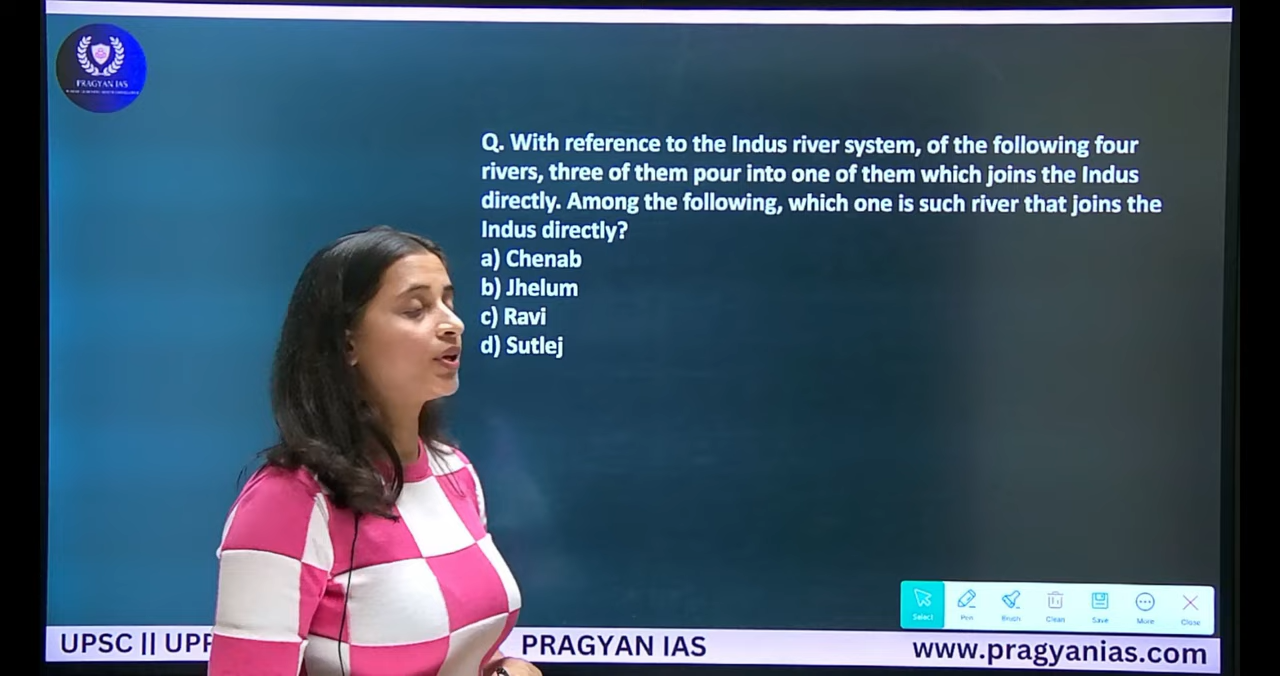 PRAGYAN IAS
Q. With reference to the Indus river system, of the following four
rivers, three of them pour into one of them which joins the Indus
directly. Among the following, which one is such river that joins the
Indus directly?
a) Chenab
b) Jhelum
c) Ravi
d) Sutlej
Select Pen Brush Clean Save More Close
UPSC || UPP PRAGYAN IAS www.pragyanias.com